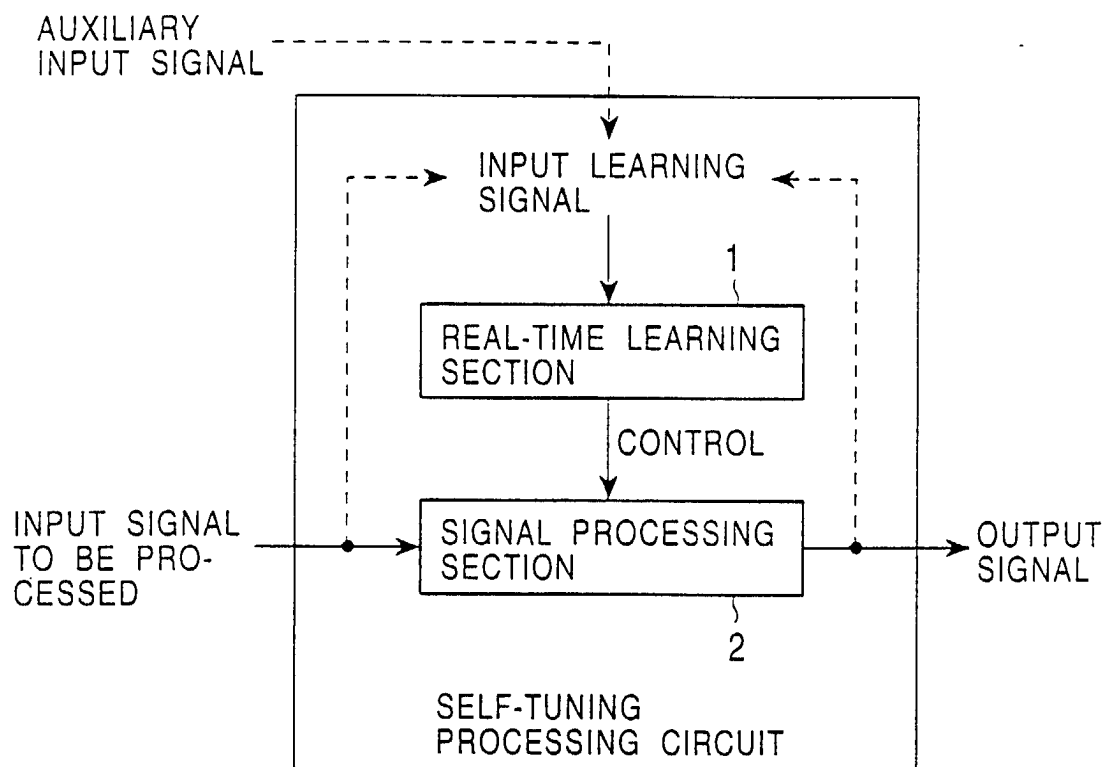 AUXILIARY
INPUT SIGNAL
INPUT LEARNING
SIGNAL
1
REAL-TIME LEARNING
SECTION
CONTROL
INPUT SIGNAL
TO BE PRO-
CESSED
SIGNAL PROCESSING
SECTION
OUTPUT
SIGNAL
2
SELF-TUNING
PROCESSING CIRCUIT